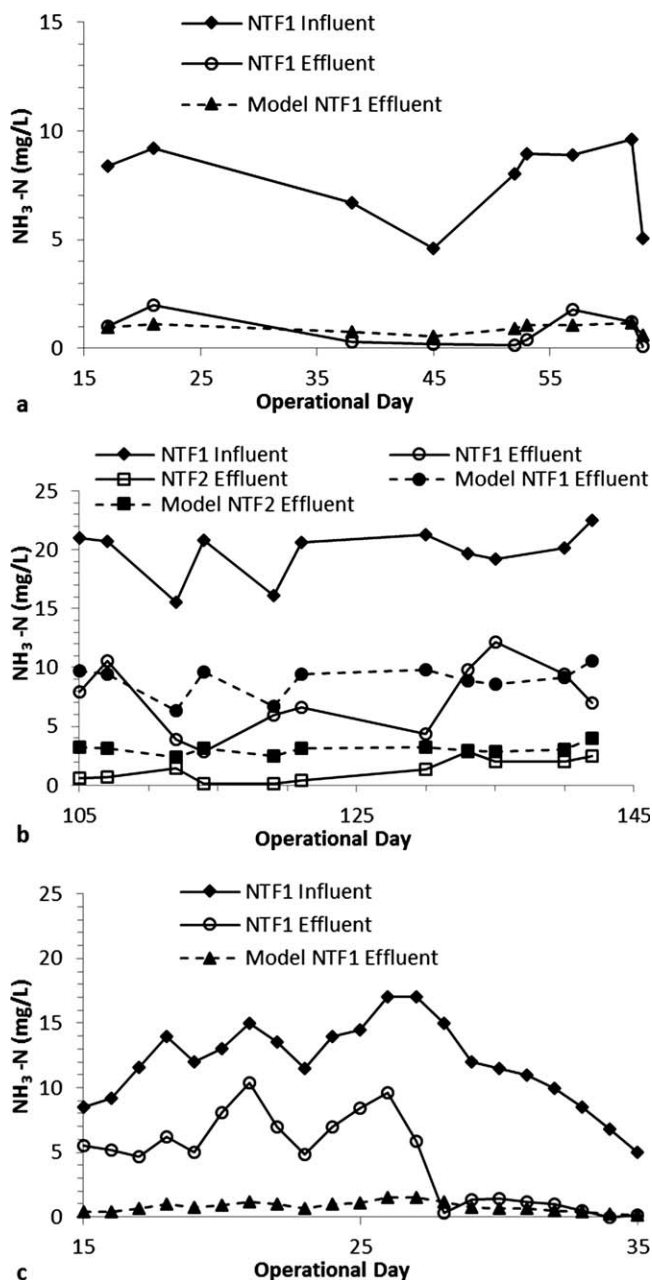 15
NTF1 Influent
NTF1 Effluent
Model NTF1 Effluent
10
5
0
NH3 -N (mg/L)
15 25 35 45 55
Operational Day
a
NTF1 Influent NTF1 Effluent
NTF2 Effluent Model NTF1 Effluent
Model NTF2 Effluent
25
20
15
10
5
0
NH3 -N (mg/L)
105 125 145
Operational Day
b
NTF1 Influent
NTF1 Effluent
Model NTF1 Effluent
25
20
15
10
5
0
NH3 -N (mg/L)
15 25 35
Operational Day
c